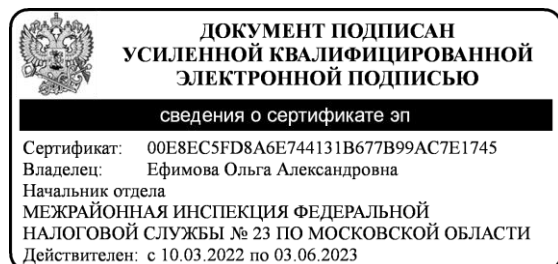 ДОКУМЕНТ ПОДПИСАН
УСИЛЕННОЙ КВАЛИФИЦИРОВАННОЙ
ЭЛЕКТРОННОЙ ПОДПИСЬЮ
сведения о сертификате эп
Сертификат: 00E8EC5FD8A6E744131B677B99AC7E1745
Владелец: Ефимова Ольга Александровна
Начальник отдела
МЕЖРАЙОННАЯ ИНСПЕКЦИЯ ФЕДЕРАЛЬНОЙ
НАЛОГОВОЙ СЛУЖБЫ № 23 ПО МОСКОВСКОЙ ОБЛАСТИ
Действителен: с 10.03.2022 по 03.06.2023